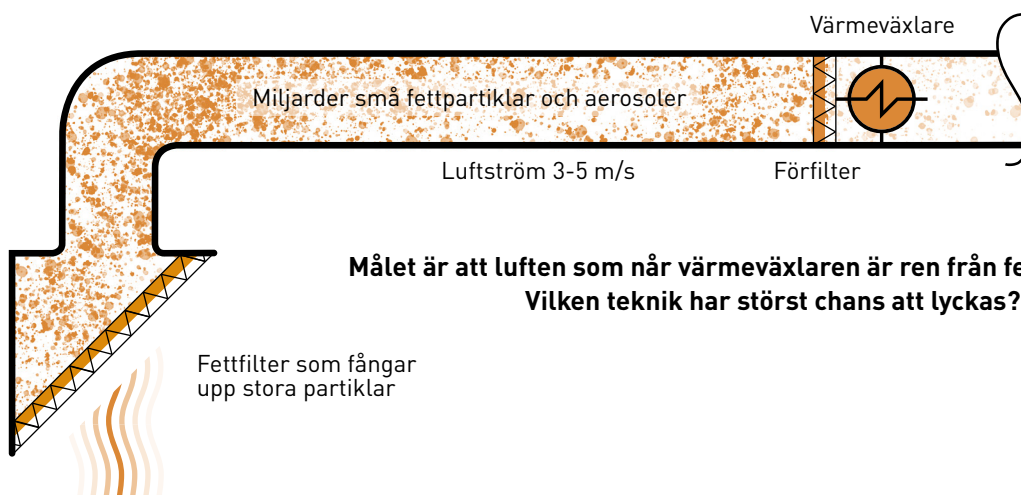 Värmeväxlare
Miljarder små fettpartiklar och aerosoler
Luftström 3-5 m/s
Förfilter
Målet är att luften som når värmeväxlaren är ren från
Vilken teknik har störst chans att lyckas?
Fettfilter som fångar
upp stora partiklar